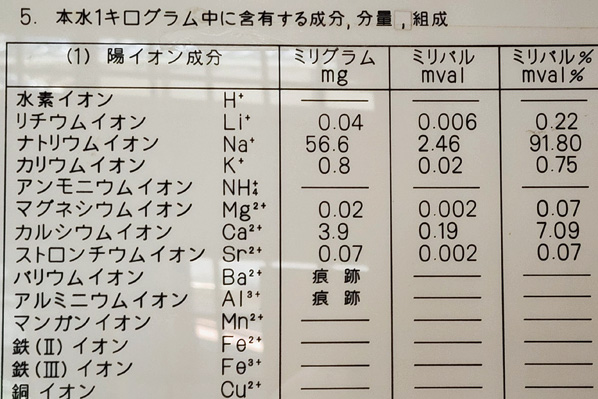 5. 本水1キログラム中に含有する成分,分量,組成
(1) 陽イオン成分 ミリグラム mg ミリバル mval ミリバル% mval%
水素イオン H⁺ ―― ―― ――
リチウムイオン Li⁺ 0.04 0.006 0.22
ナトリウムイオン Na⁺ 56.6 2.46 91.80
カリウムイオン K⁺ 0.8 0.02 0.75
アンモニウムイオン NH₄⁺ ―― ―― ――
マグネシウムイオン Mg²⁺ 0.02 0.002 0.07
カルシウムイオン Ca²⁺ 3.9 0.19 7.09
ストロンチウムイオン Sr²⁺ 0.07 0.002 0.07
バリウムイオン Ba²⁺ 痕跡 ―― ――
アルミニウムイオン Al³⁺ 痕跡 ―― ――
マンガンイオン Mn²⁺ ―― ―― ――
鉄(II)イオン Fe²⁺ ―― ―― ――
鉄(III)イオン Fe³⁺ ―― ―― ――
銅イオン Cu²⁺ ―― ―― ――